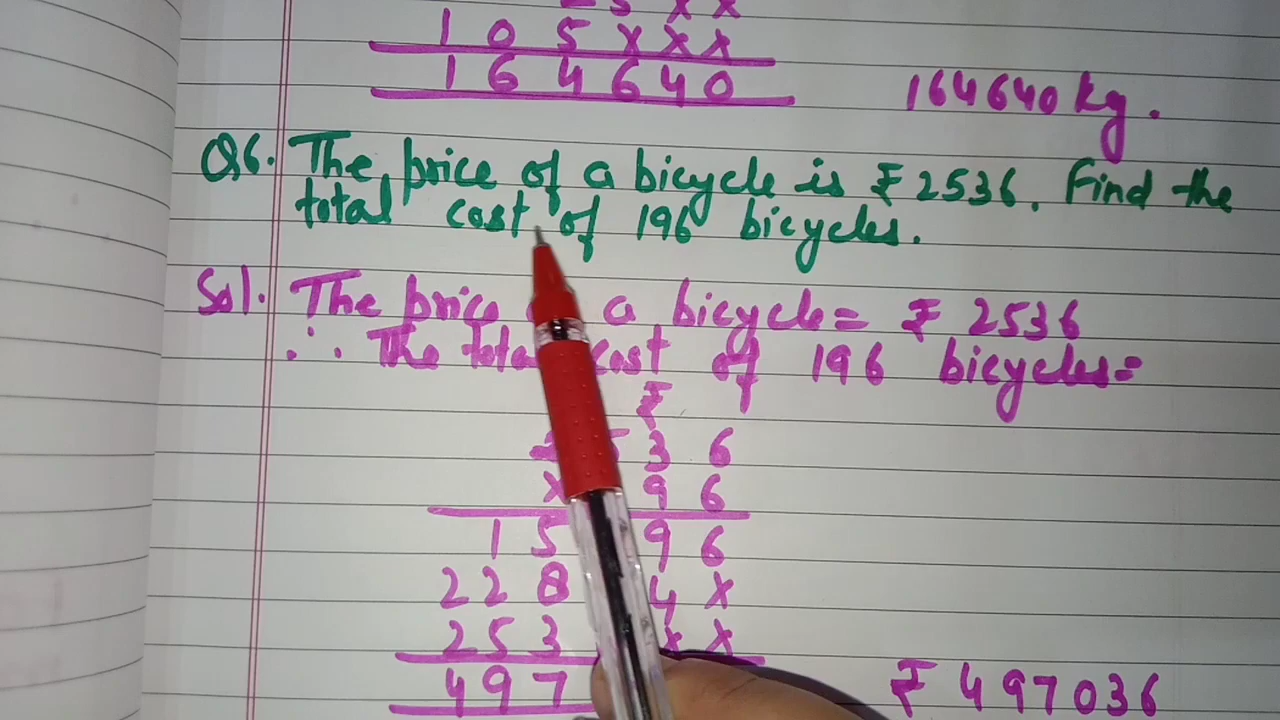 5 x x
1 0 5 x x x
1 6 4 6 4 0 164640 kg.
Q6. The price of a bicycle is ₹ 2536. Find the
total cost of 196 bicycles.
Sol. The price a bicycle = ₹ 2536
∴ The total cost of 196 bicycles =
₹
3 6
x 9 6
1 5 9 6
2 2 8 4 x
2 5 3 x x
4 9 7 ₹ 497036